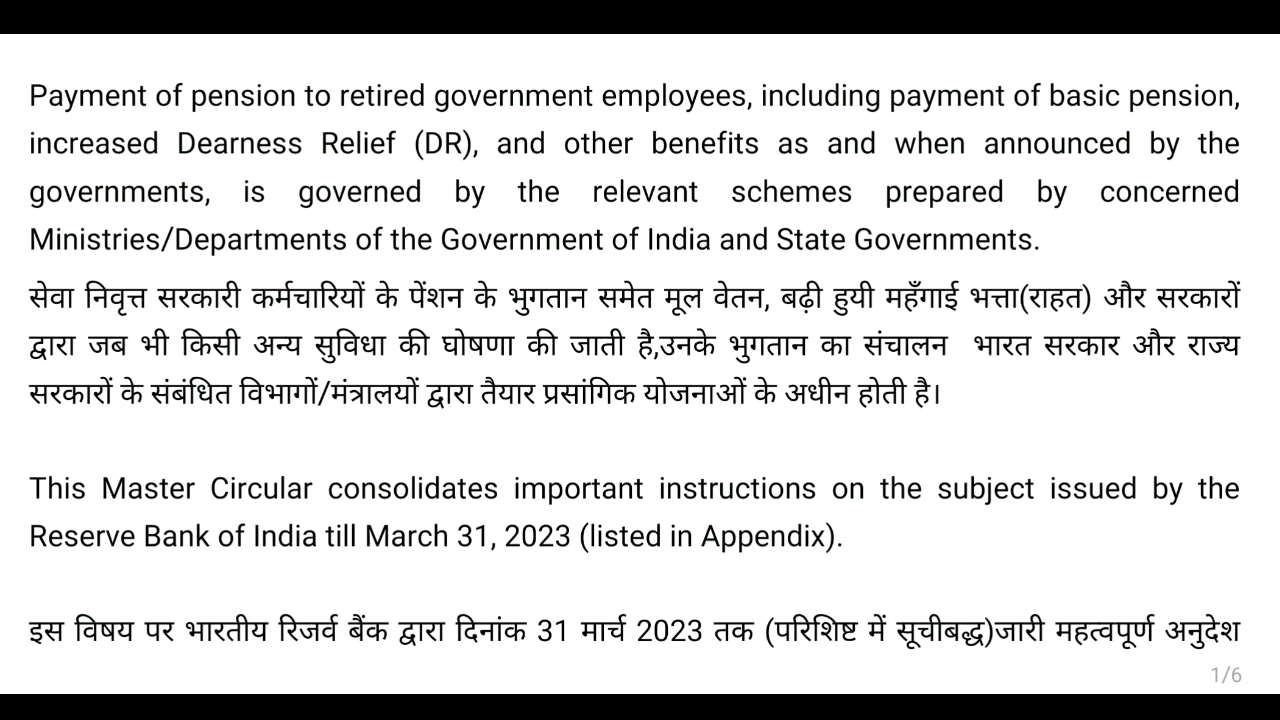 Payment of pension to retired government employees, including payment of basic pension,
increased Dearness Relief (DR), and other benefits as and when announced by the
governments, is governed by the relevant schemes prepared by concerned
Ministries/Departments of the Government of India and State Governments.
सेवा निवृत्त सरकारी कर्मचारियों के पेंशन के भुगतान समेत मूल वेतन, बढ़ी हुयी महँगाई भत्ता(राहत) और सरकारों
द्वारा जब भी किसी अन्य सुविधा की घोषणा की जाती है,उनके भुगतान का संचालन भारत सरकार और राज्य
सरकारों के संबंधित विभागों/मंत्रालयों द्वारा तैयार प्रसांगिक योजनाओं के अधीन होती है।
This Master Circular consolidates important instructions on the subject issued by the
Reserve Bank of India till March 31, 2023 (listed in Appendix).
इस विषय पर भारतीय रिजर्व बैंक द्वारा दिनांक 31 मार्च 2023 तक (परिशिष्ट में सूचीबद्ध)जारी महत्वपूर्ण अनुदेश
1/6